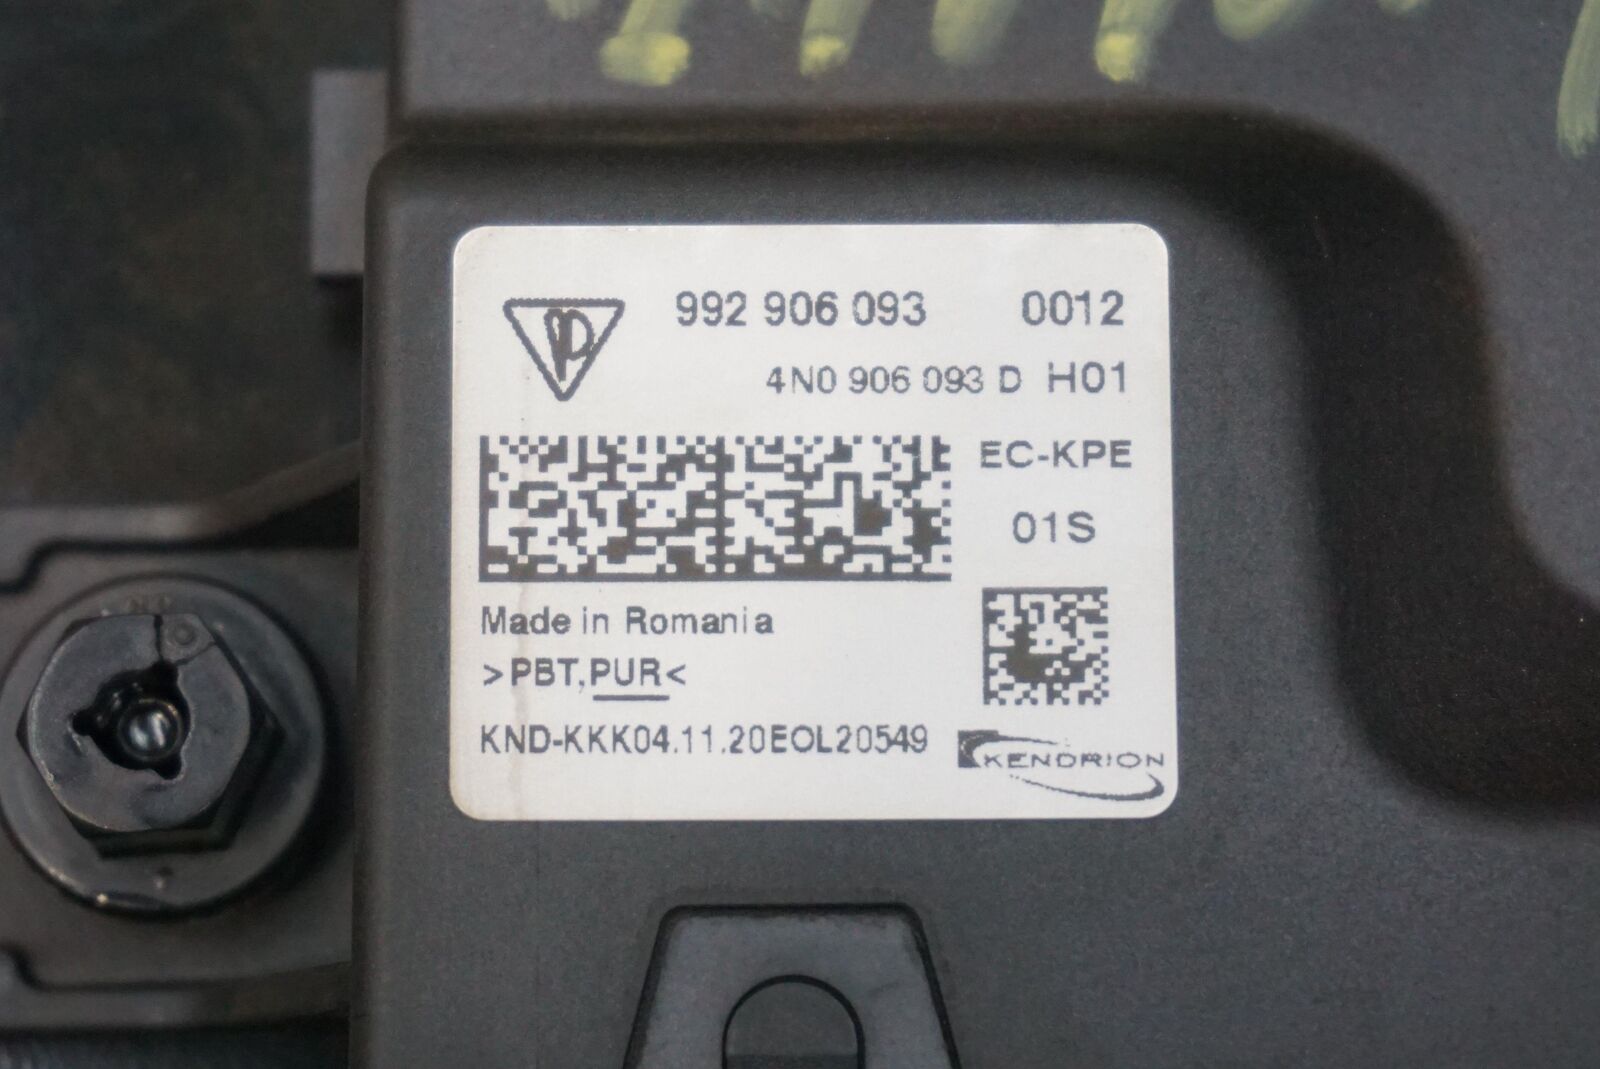 992 906 093 0012
4N0 906 093 D H01
EC-KPE
01S
Made in Romania
>PBT,PUR<
KND-KKK04.11.20EOL20549
KENDRION